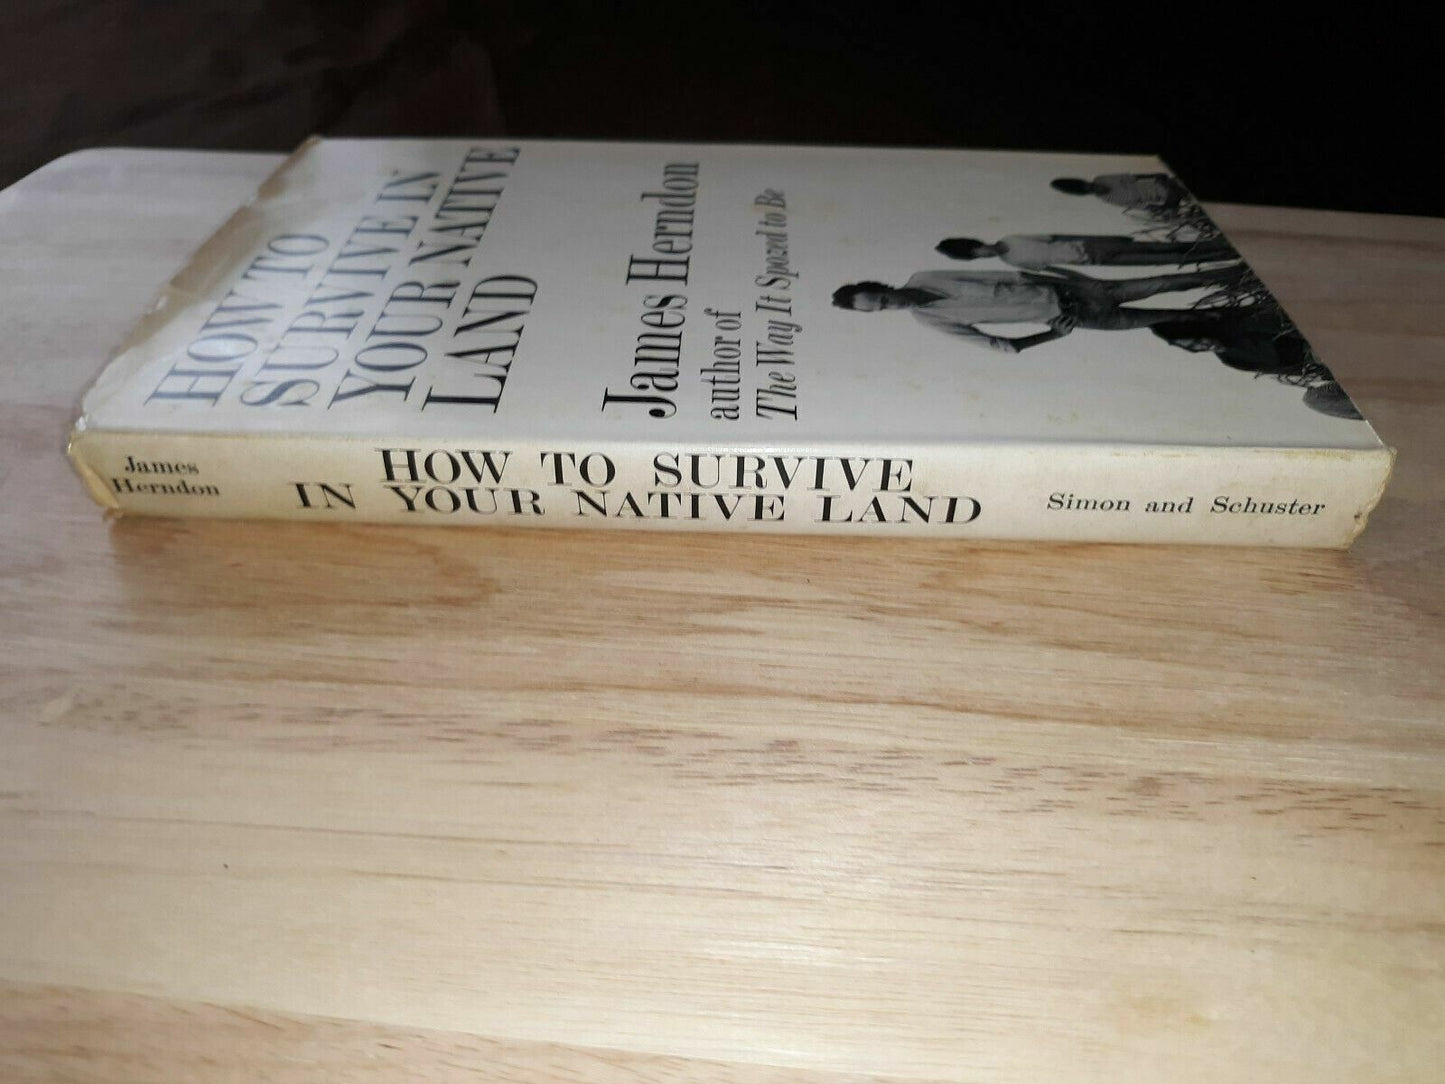 HOW TO
SURVIVE IN
YOUR NATIVE
LAND
James Herndon
author of
The Way It Spozed to Be
James
Herndon
HOW TO SURVIVE
IN YOUR NATIVE LAND
Simon and Schuster